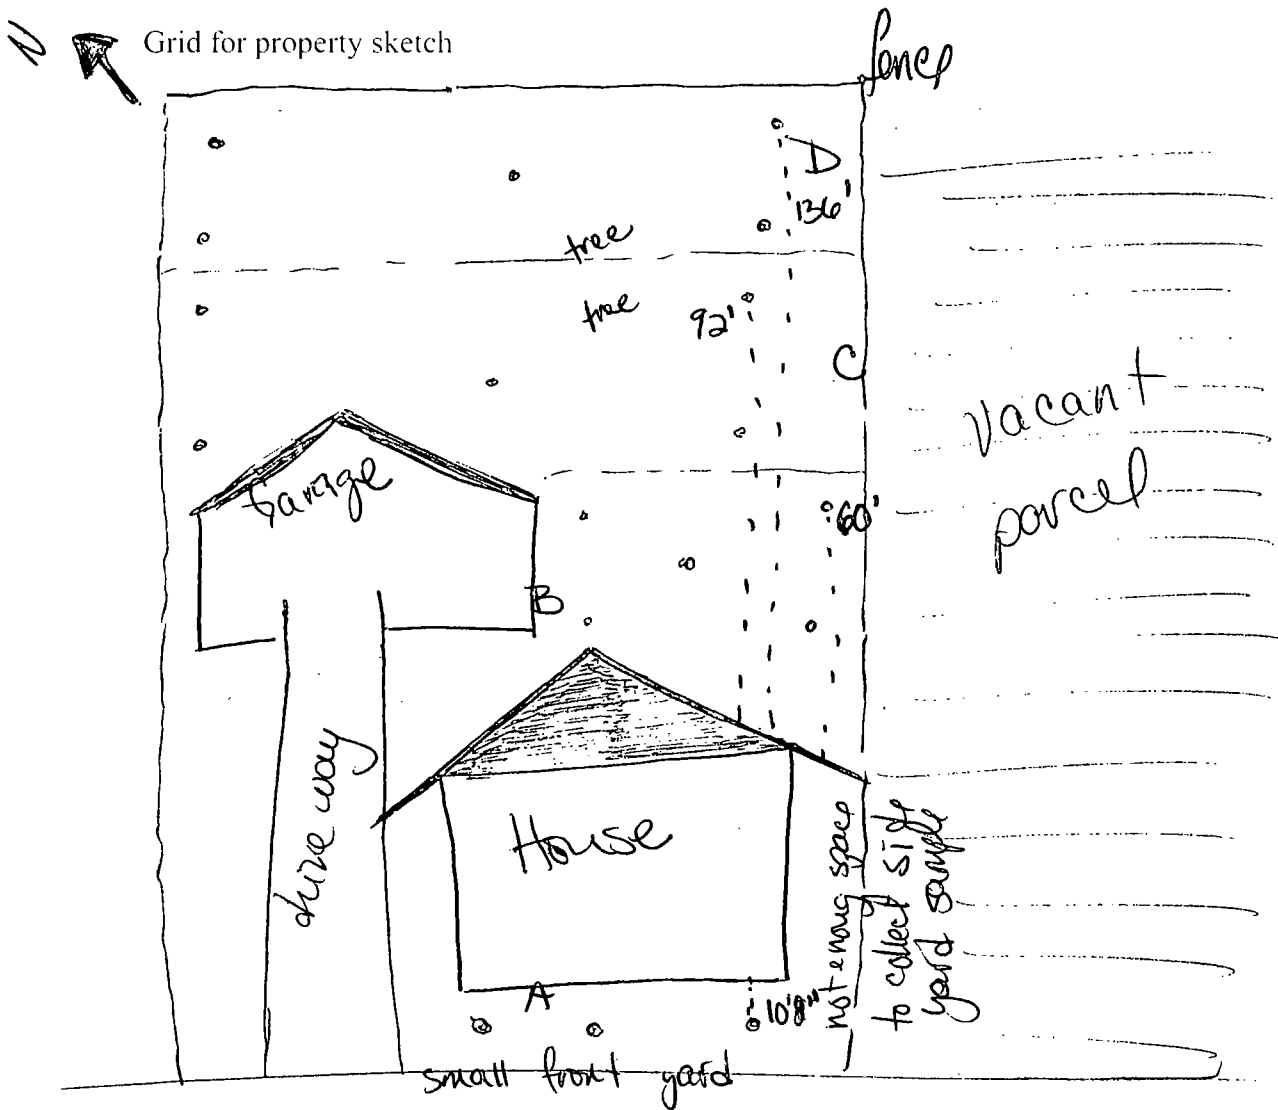 N
Grid for property sketch
fence
D
136'
tree
tree
92'
C
vacant
parcel
Garage
60'
B
drive way
House
not enoug space
to collect side
yard sample
A
10'8"
small front yard